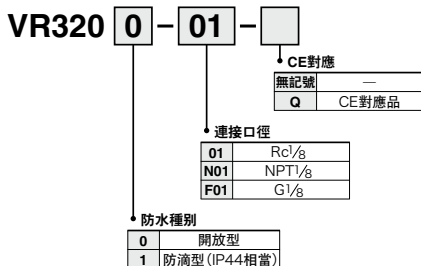 VR320 0 – 01 –
CE對應
無記號 —
Q CE對應品
連接口徑
01 Rc1/8
N01 NPT1/8
F01 G1/8
防水種別
0 開放型
1 防滴型(IP44相當)